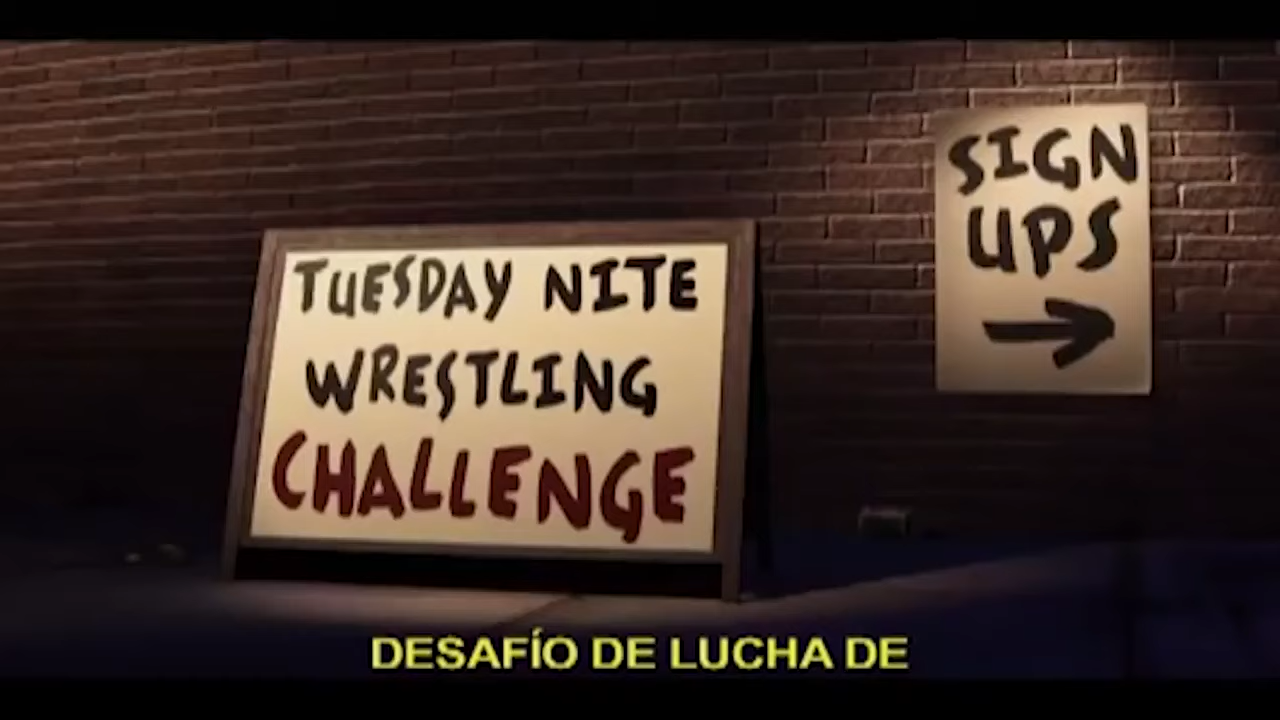 TUESDAY NITE
WRESTLING
CHALLENGE
SIGN
UPS
DESAFÍO DE LUCHA DE